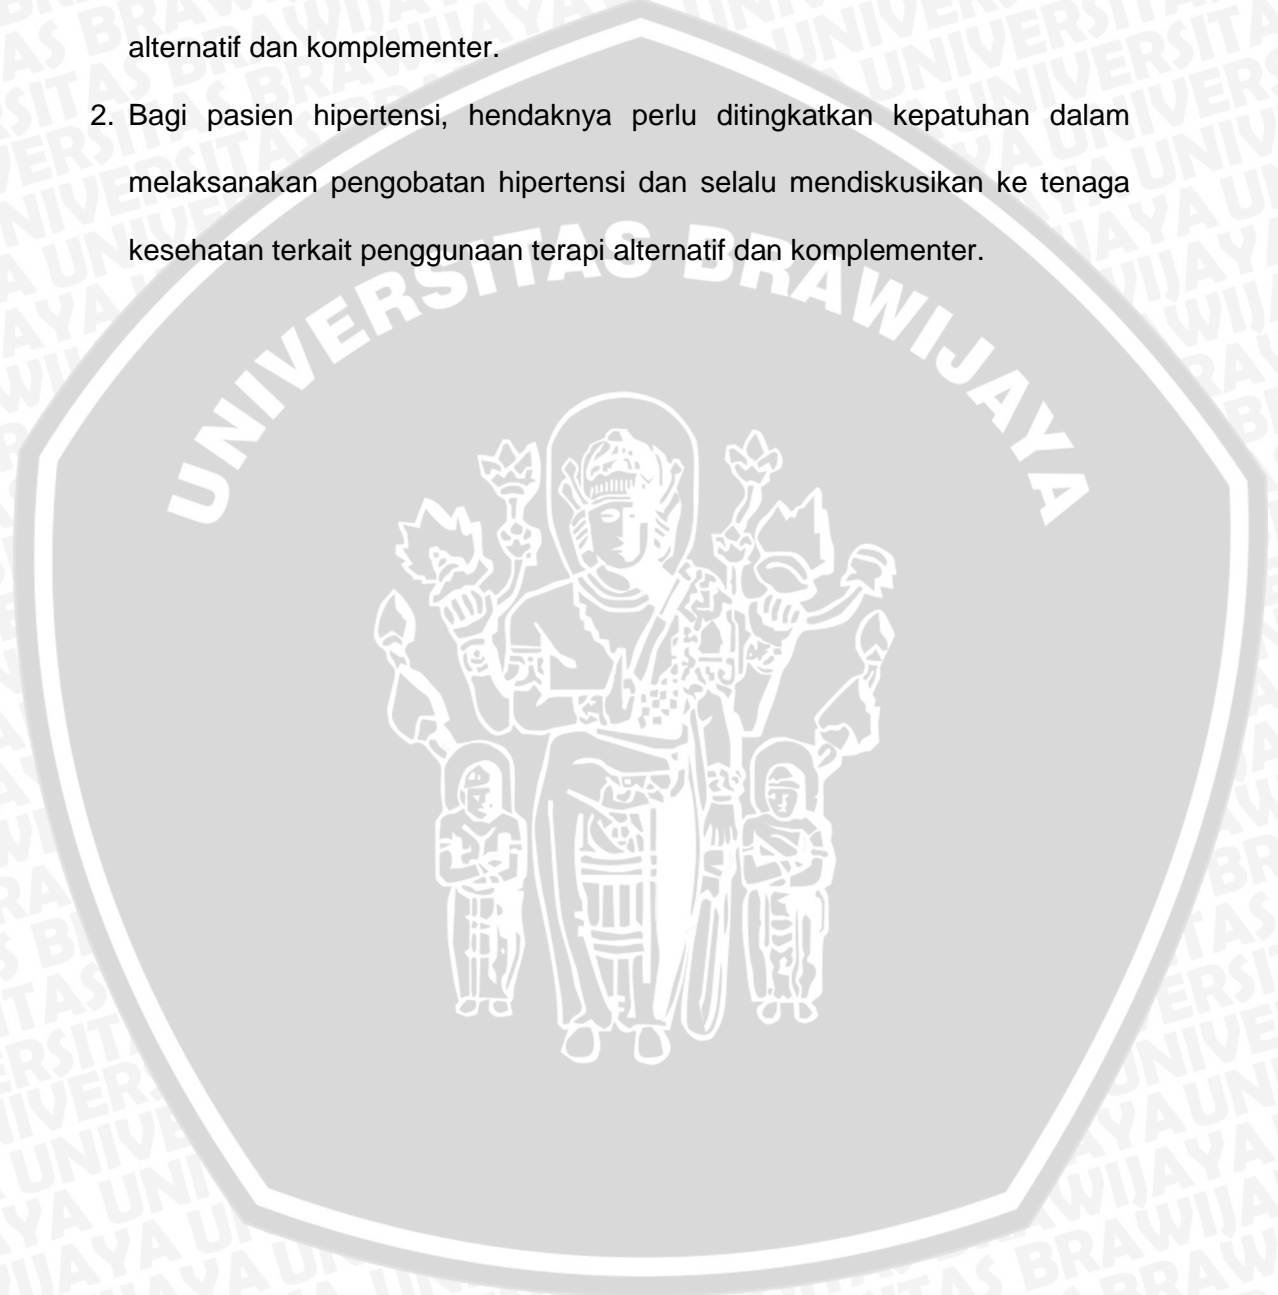 alternatif dan komplementer.
2. Bagi pasien hipertensi, hendaknya perlu ditingkatkan kepatuhan dalam
melaksanakan pengobatan hipertensi dan selalu mendiskusikan ke tenaga
kesehatan terkait penggunaan terapi alternatif dan komplementer.
UNIVERSITAS BRAWIJAYA